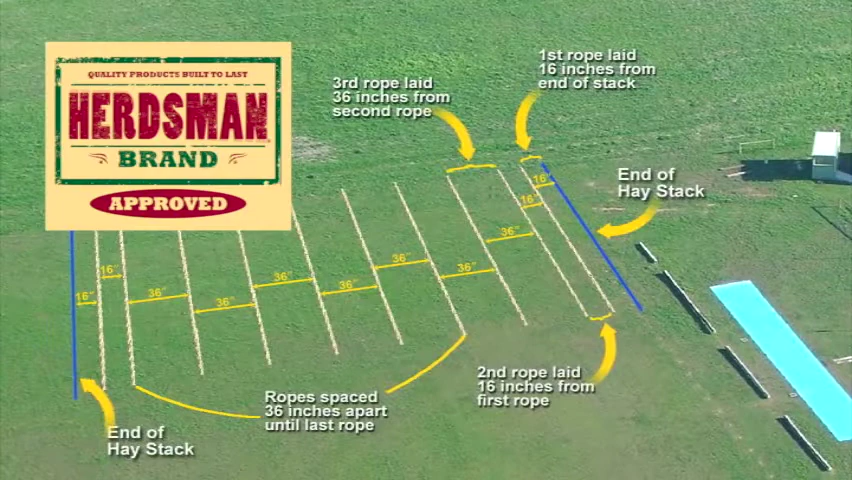 QUALITY PRODUCTS BUILT TO LAST
HERDSMAN
BRAND
APPROVED
3rd rope laid
36 inches from
second rope
1st rope laid
16 inches from
end of stack
End of
Hay Stack
16"
16"
36"
36"
36"
36"
36"
36"
36"
16"
16"
2nd rope laid
16 inches from
first rope
Ropes spaced
36 inches apart
until last rope
End of
Hay Stack